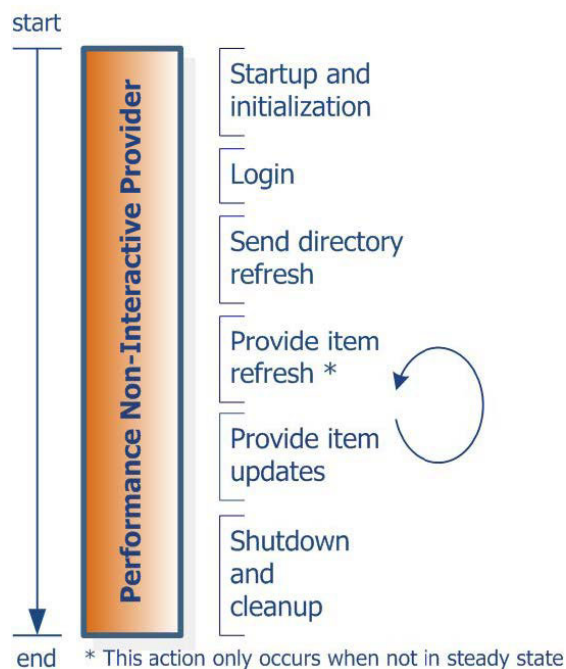 start
Performance Non-Interactive Provider
Startup and
initialization
Login
Send directory
refresh
Provide item
refresh *
Provide item
updates
Shutdown
and
cleanup
end
* This action only occurs when not in steady state